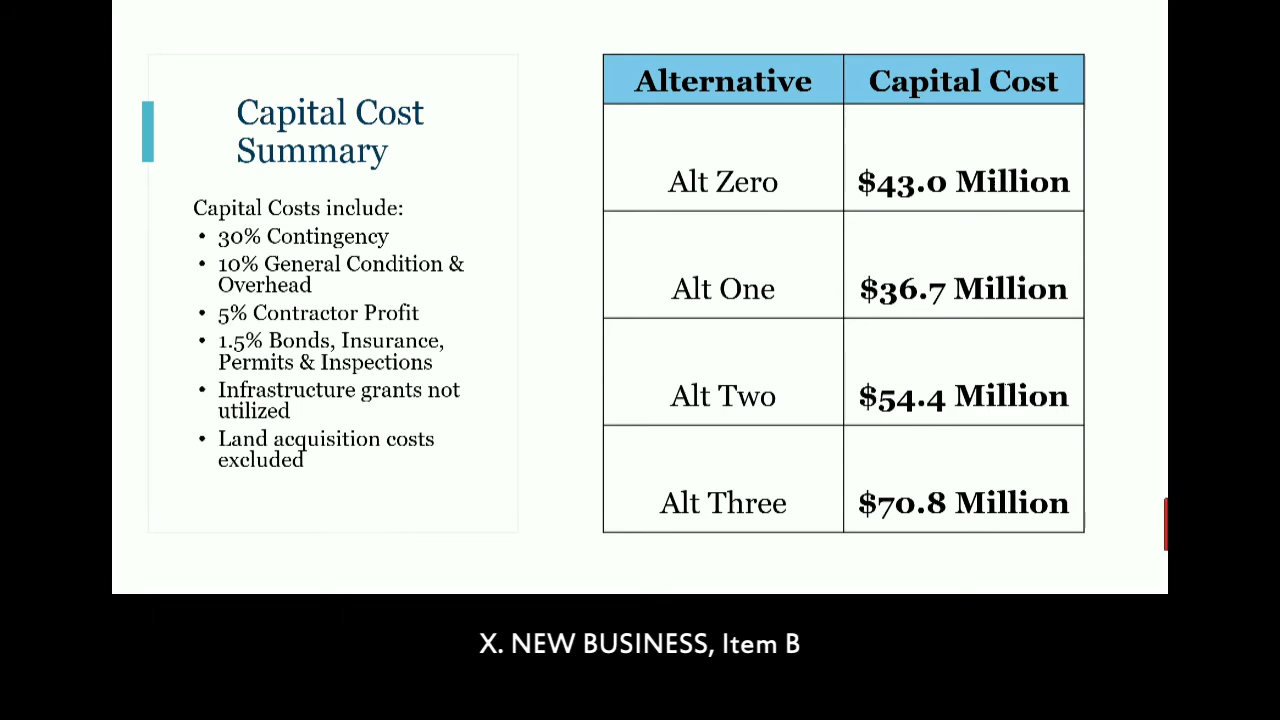 Capital Cost
Summary
Capital Costs include:
• 30% Contingency
• 10% General Condition &
Overhead
• 5% Contractor Profit
• 1.5% Bonds, Insurance,
Permits & Inspections
• Infrastructure grants not
utilized
• Land acquisition costs
excluded
Alternative Capital Cost
Alt Zero $43.0 Million
Alt One $36.7 Million
Alt Two $54.4 Million
Alt Three $70.8 Million
X. NEW BUSINESS, Item B